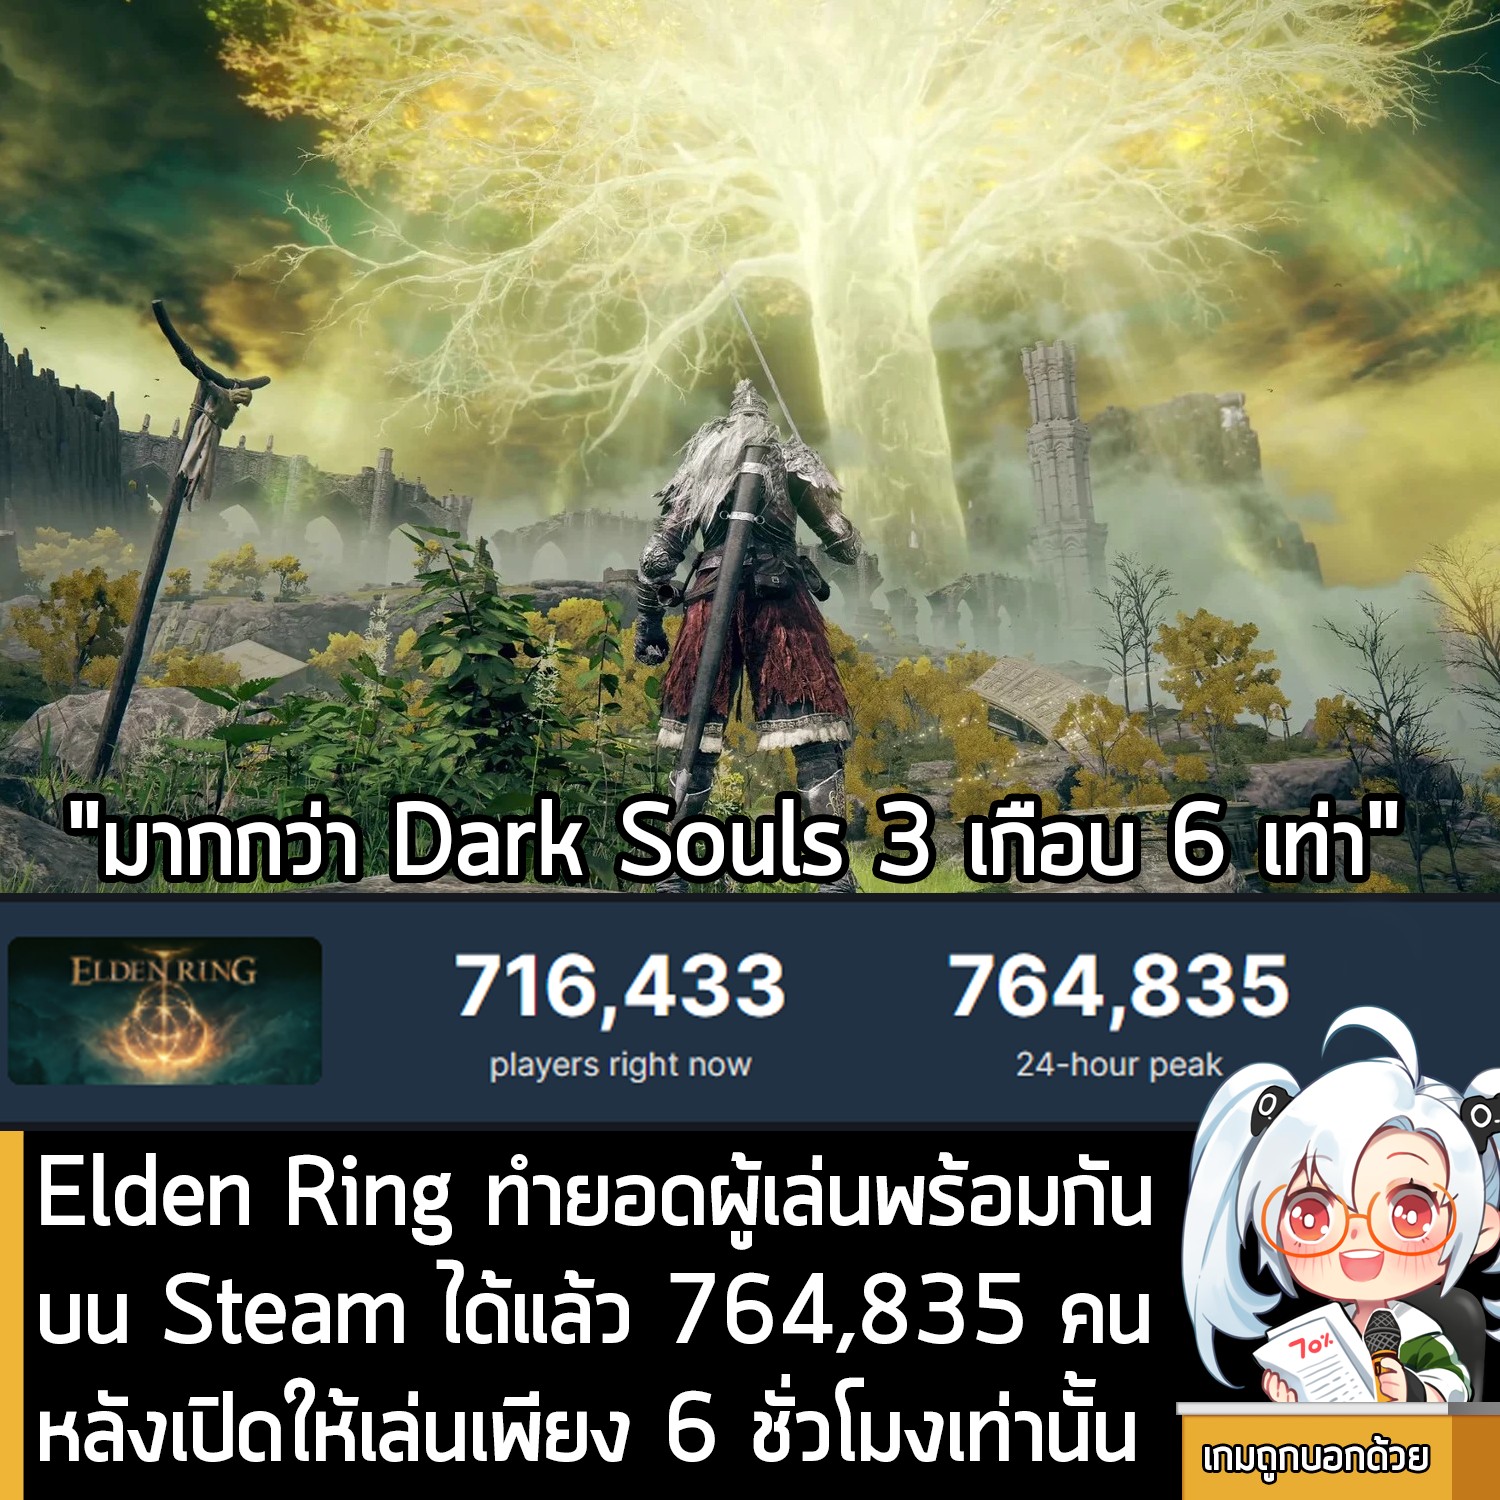 "มากกว่า Dark Souls 3 เกือบ 6 เท่า"
ELDEN RING
716,433
players right now
764,835
24-hour peak
Elden Ring ทำยอดผู้เล่นพร้อมกัน
บน Steam ได้แล้ว 764,835 คน
หลังเปิดให้เล่นเพียง 6 ชั่วโมงเท่านั้น
70%
เกมถูกบอกด้วย